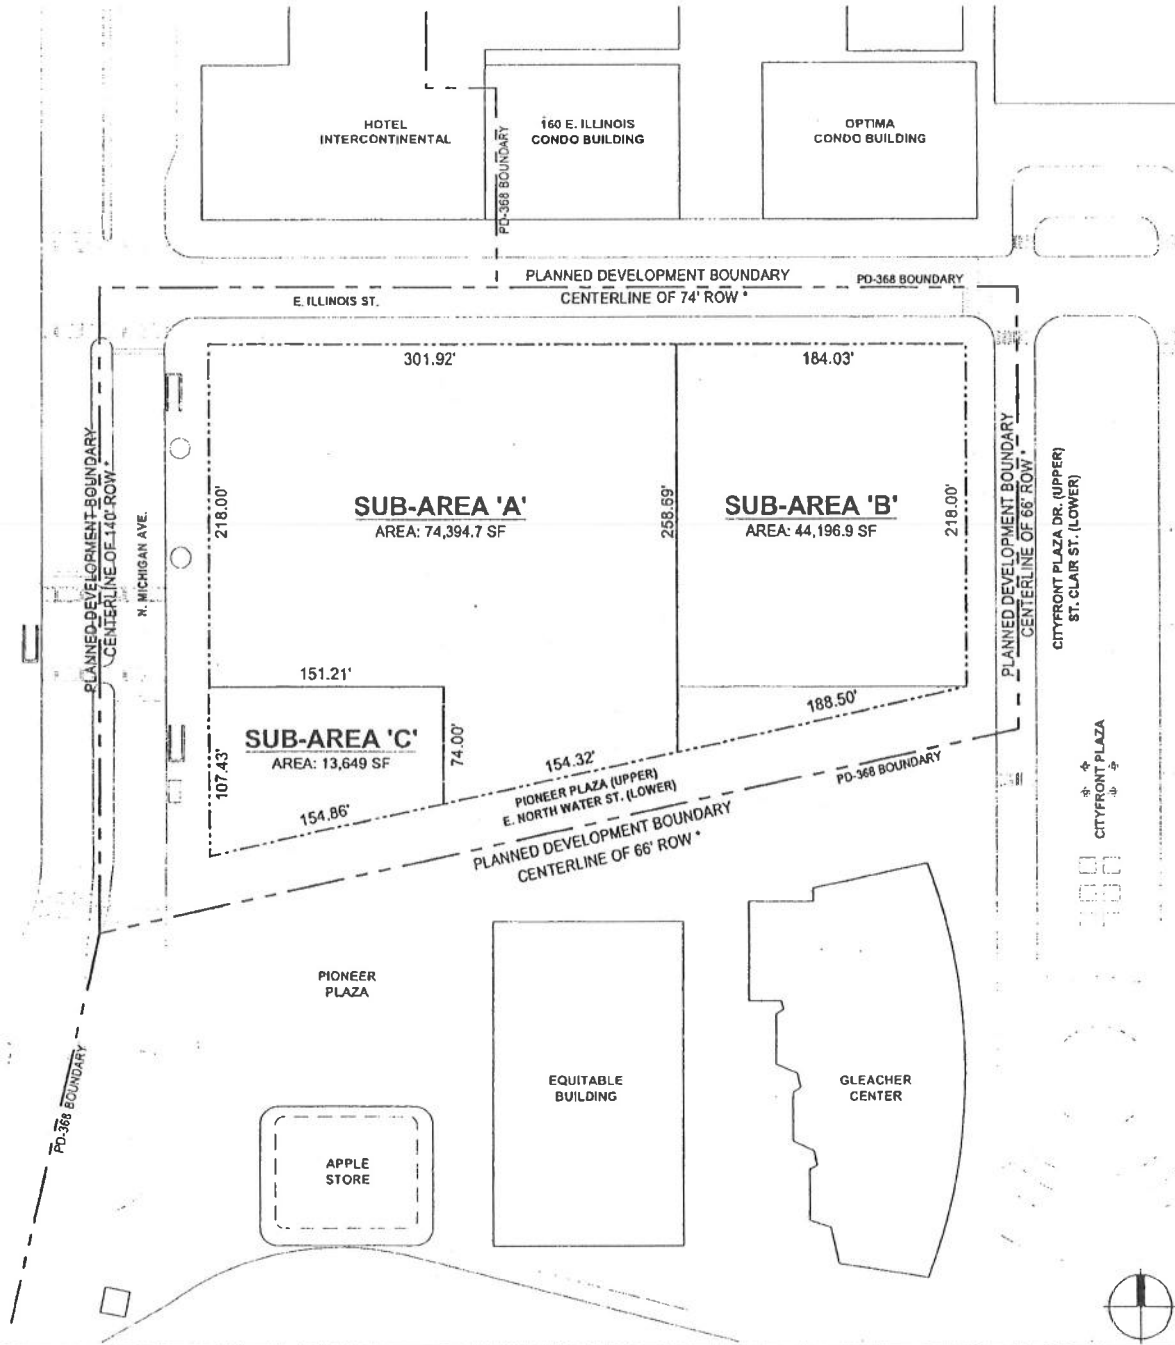 HOTEL
INTERCONTINENTAL
160 E. ILLINOIS
CONDO BUILDING
OPTIMA
CONDO BUILDING
PD-368 BOUNDARY
PLANNED DEVELOPMENT BOUNDARY
CENTERLINE OF 74' ROW *
PD-368 BOUNDARY
E. ILLINOIS ST.
301.92'
184.03'
PLANNED DEVELOPMENT BOUNDARY
CENTERLINE OF 140' ROW *
N. MICHIGAN AVE.
218.00'
SUB-AREA 'A'
AREA: 74,394.7 SF
258.69'
SUB-AREA 'B'
AREA: 44,196.9 SF
218.00'
PLANNED DEVELOPMENT BOUNDARY
CENTERLINE OF 66' ROW *
CITYFRONT PLAZA DR. (UPPER)
ST. CLAIR ST. (LOWER)
151.21'
SUB-AREA 'C'
AREA: 13,649 SF
107.43'
74.00'
154.86'
154.32'
188.50'
PIONEER PLAZA (UPPER)
E. NORTH WATER ST. (LOWER)
PD-368 BOUNDARY
PLANNED DEVELOPMENT BOUNDARY
CENTERLINE OF 66' ROW *
CITYFRONT PLAZA
PIONEER
PLAZA
PD-368 BOUNDARY
EQUITABLE
BUILDING
GLEACHER
CENTER
APPLE
STORE